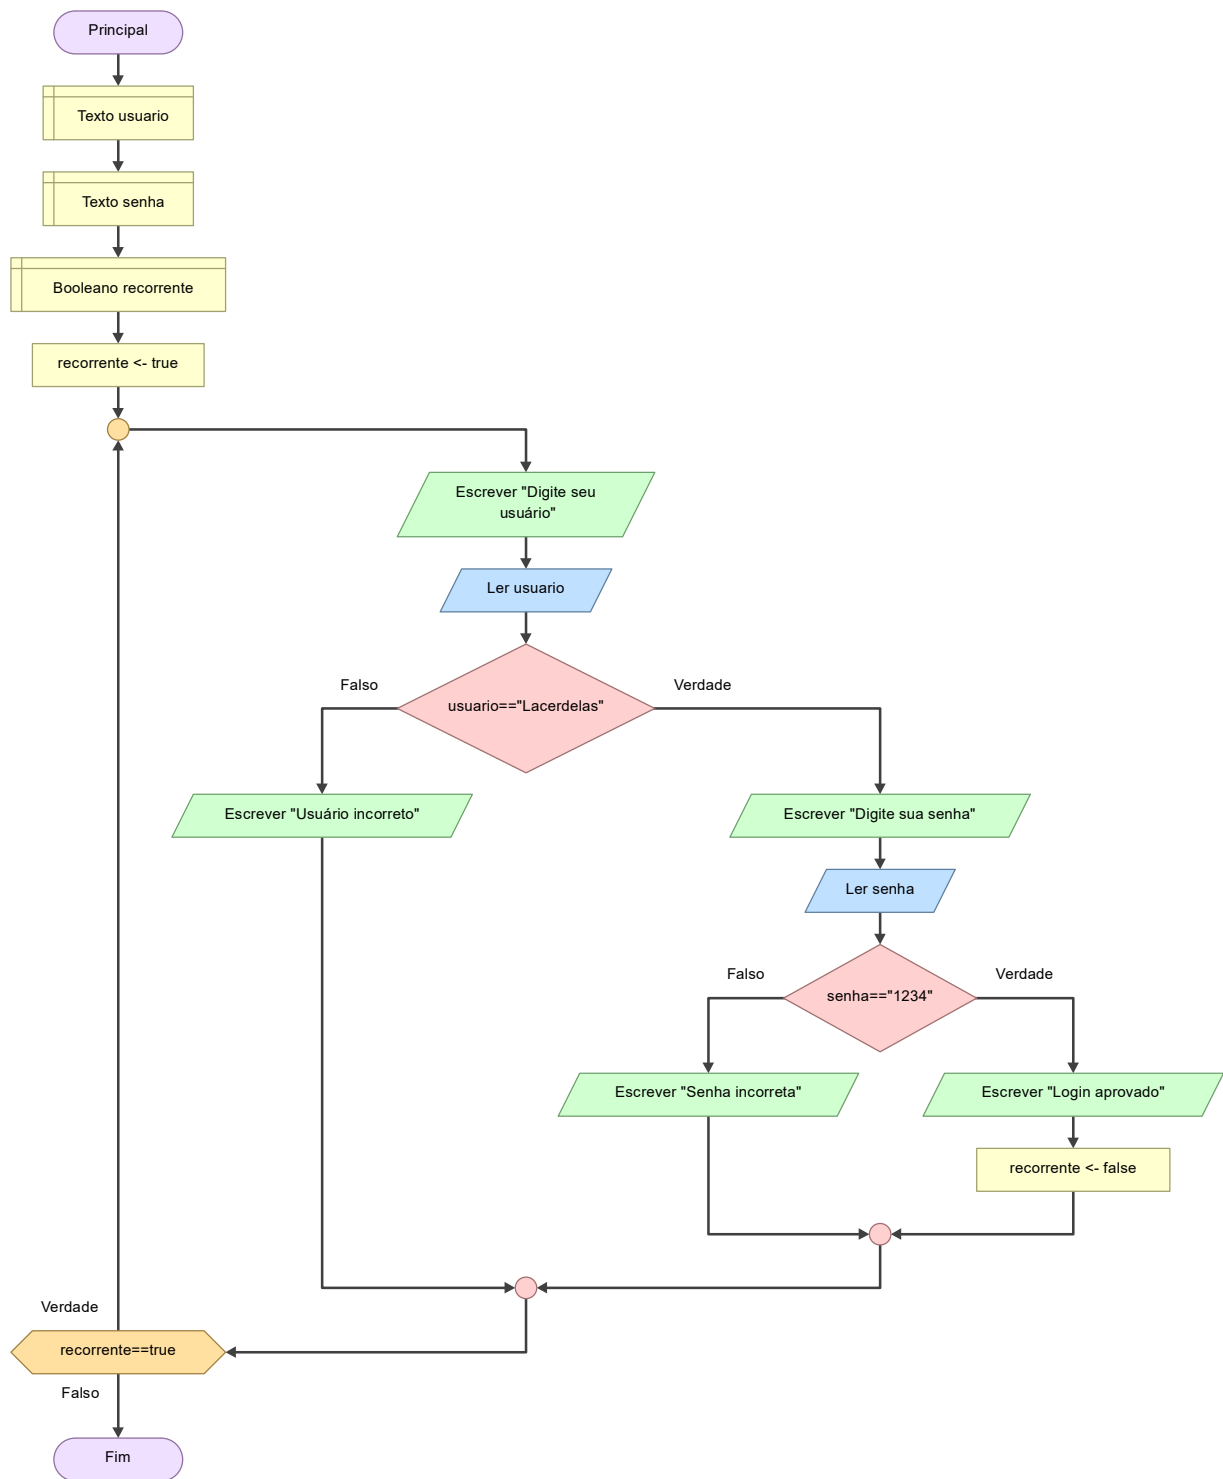 Principal
Texto usuario
Texto senha
Booleano recorrente
recorrente <- true
Escrever "Digite seu
usuário"
Ler usuario
usuario=="Lacerdelas"
Falso
Verdade
Escrever "Usuário incorreto"
Escrever "Digite sua senha"
Ler senha
senha=="1234"
Falso
Verdade
Escrever "Senha incorreta"
Escrever "Login aprovado"
recorrente <- false
Verdade
recorrente==true
Falso
Fim